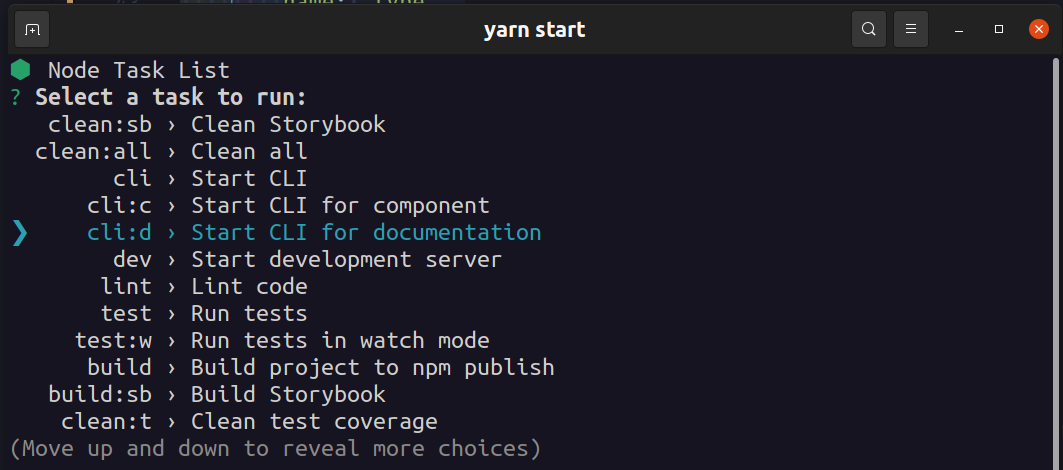 name : type
yarn start
Node Task List
? Select a task to run:
clean:sb › Clean Storybook
clean:all › Clean all
cli › Start CLI
cli:c › Start CLI for component
❯ cli:d › Start CLI for documentation
dev › Start development server
lint › Lint code
test › Run tests
test:w › Run tests in watch mode
build › Build project to npm publish
build:sb › Build Storybook
clean:t › Clean test coverage
(Move up and down to reveal more choices)